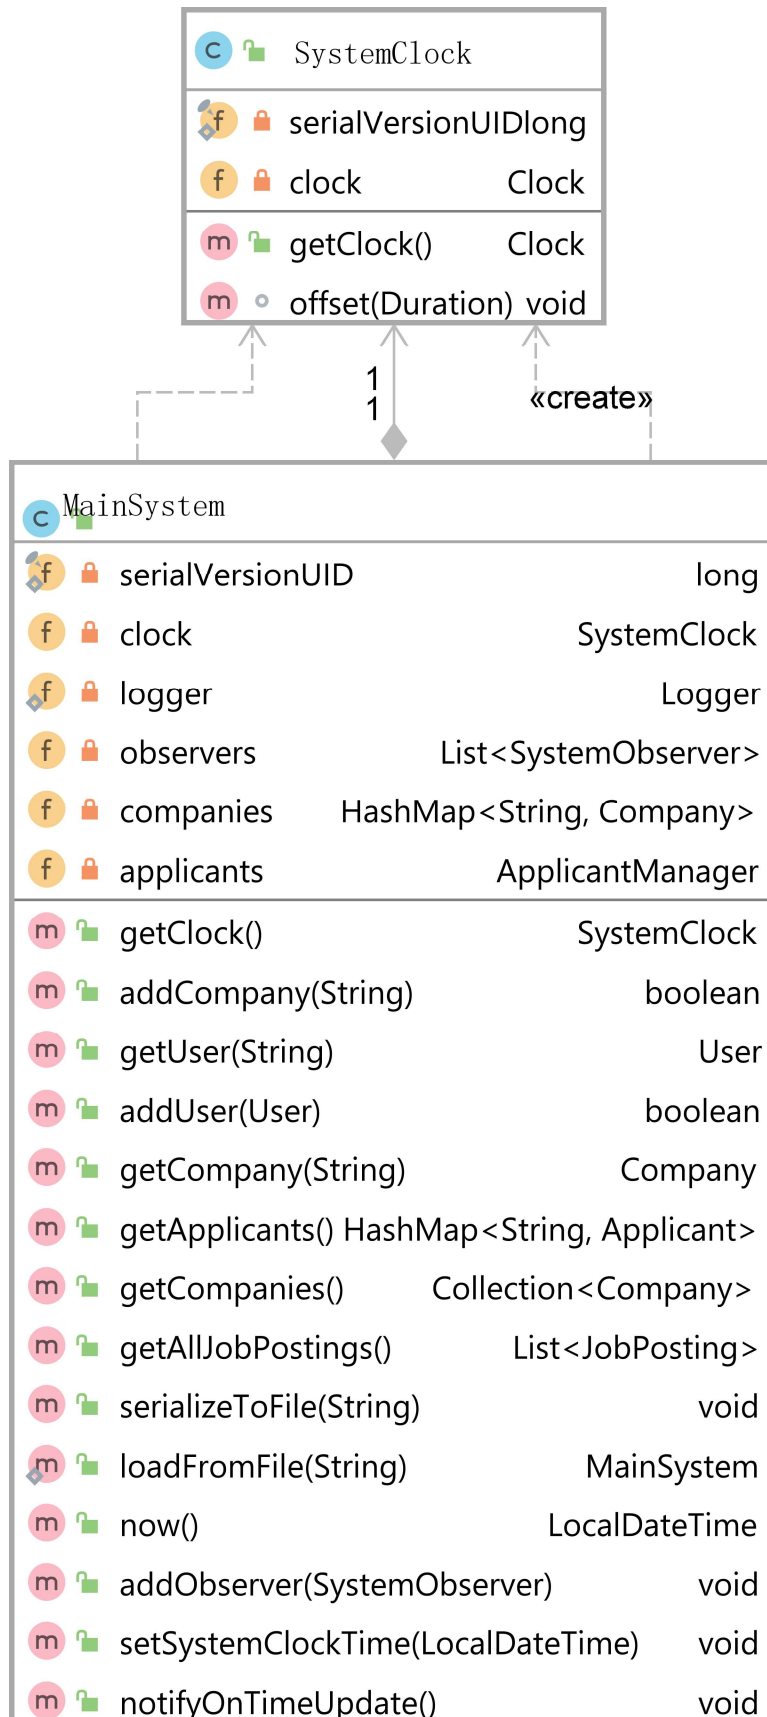 SystemClock
serialVersionUIDlong
clock Clock
getClock() Clock
offset(Duration) void
1
1
«create»
MainSystem
serialVersionUID long
clock SystemClock
logger Logger
observers List<SystemObserver>
companies HashMap<String, Company>
applicants ApplicantManager
getClock() SystemClock
addCompany(String) boolean
getUser(String) User
addUser(User) boolean
getCompany(String) Company
getApplicants() HashMap<String, Applicant>
getCompanies() Collection<Company>
getAllJobPostings() List<JobPosting>
serializeToFile(String) void
loadFromFile(String) MainSystem
now() LocalDateTime
addObserver(SystemObserver) void
setSystemClockTime(LocalDateTime) void
notifyOnTimeUpdate() void